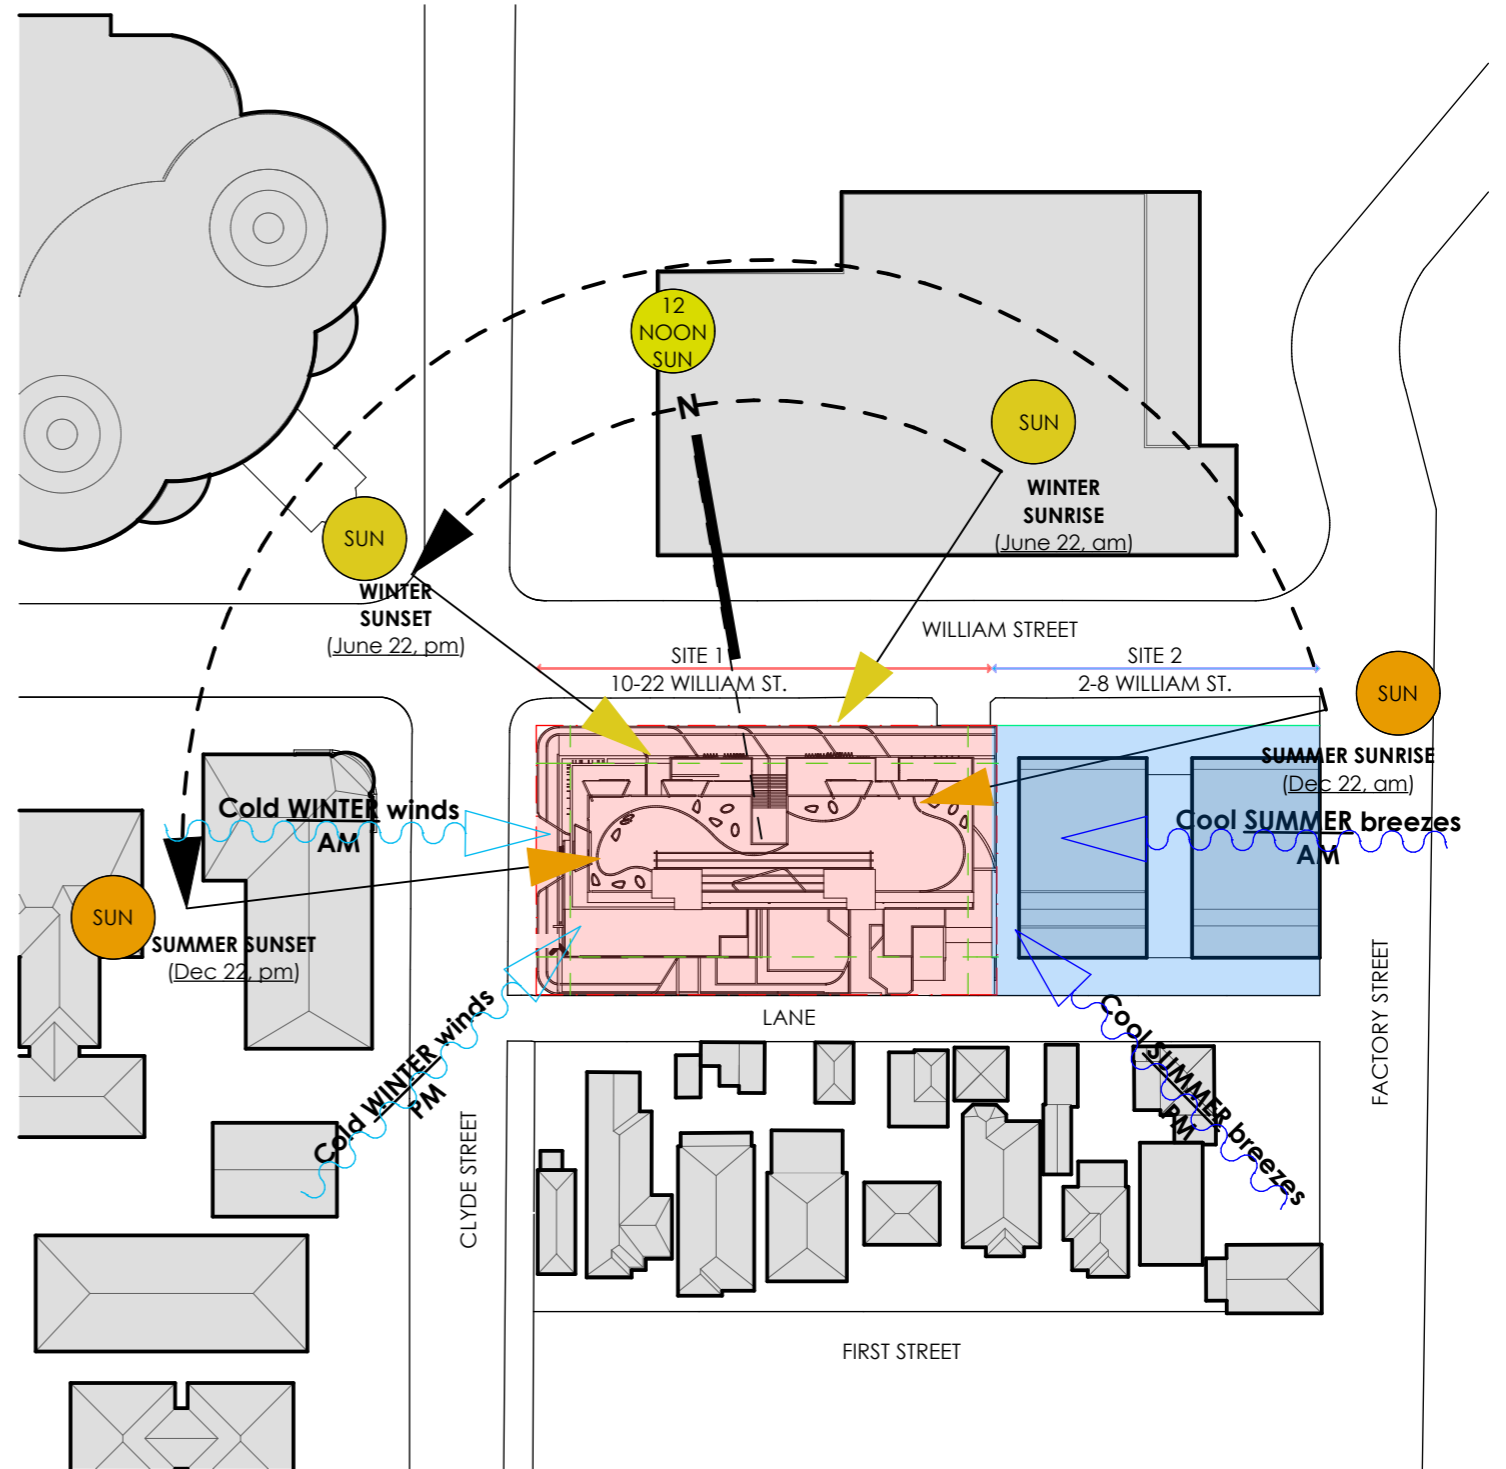 12
NOON
SUN
N
SUN
WINTER
SUNRISE
(June 22, am)
SUN
WINTER
SUNSET
(June 22, pm)
WILLIAM STREET
SITE 1
10-22 WILLIAM ST.
SITE 2
2-8 WILLIAM ST.
SUN
SUMMER SUNRISE
(Dec 22, am)
Cold WINTER winds
AM
Cool SUMMER breezes
AM
SUN
SUMMER SUNSET
(Dec 22, pm)
Cold WINTER winds
PM
Cool SUMMER breezes
PM
LANE
FACTORY STREET
CLYDE STREET
FIRST STREET